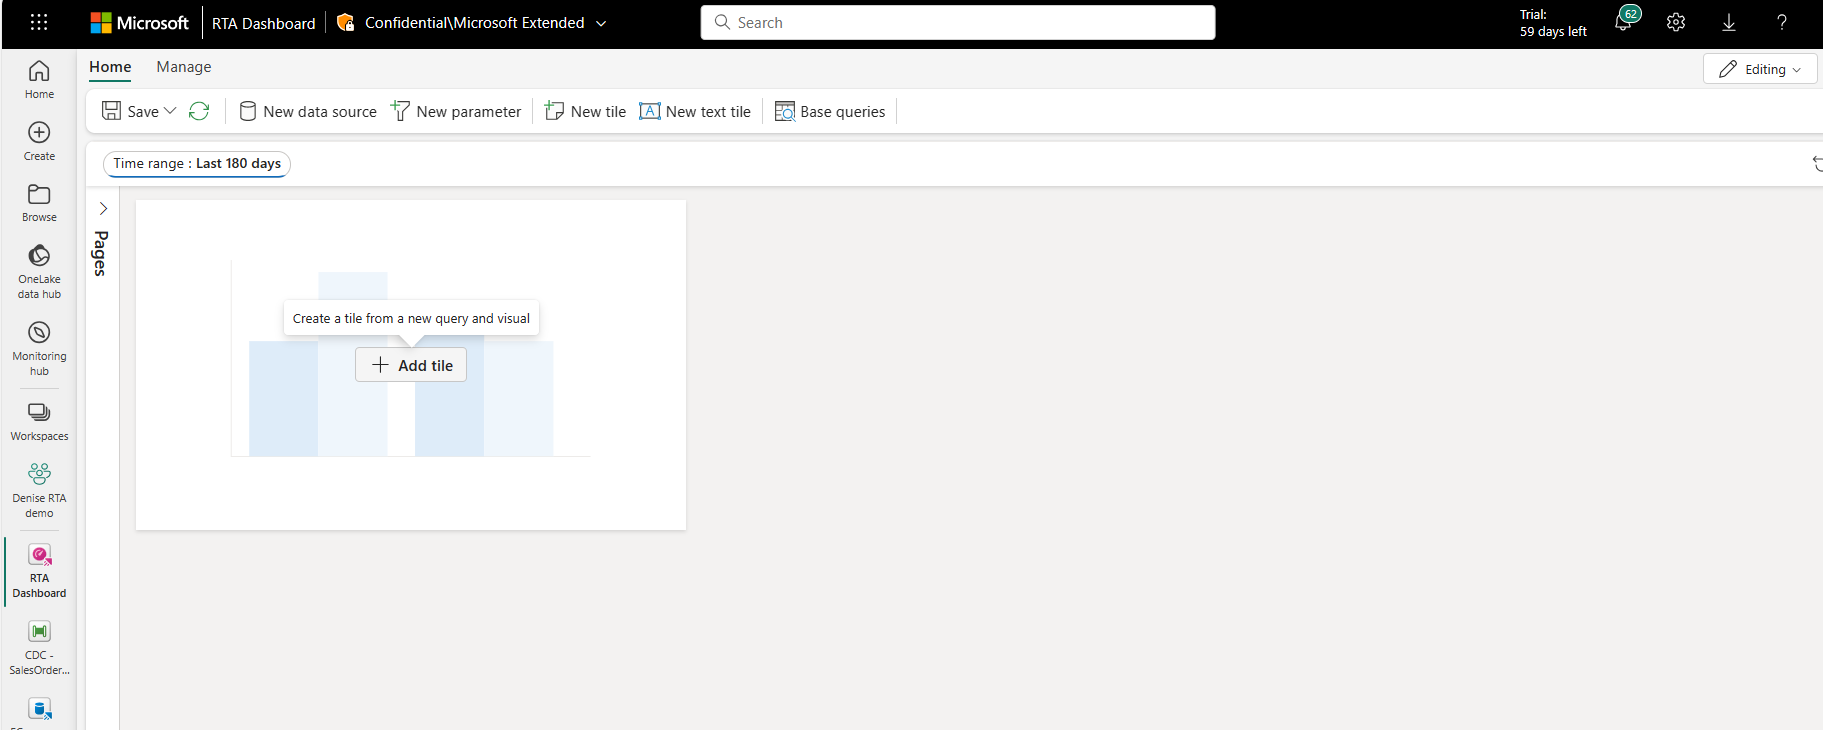 Microsoft RTA Dashboard Confidential\Microsoft Extended
Search
Trial:
59 days left
62
Home Manage
Editing
Save New data source New parameter New tile New text tile Base queries
Time range : Last 180 days
Home
Create
Browse
OneLake
data hub
Monitoring
hub
Workspaces
Denise RTA
demo
RTA
Dashboard
CDC -
SalesOrder...
Pages
Create a tile from a new query and visual
Add tile